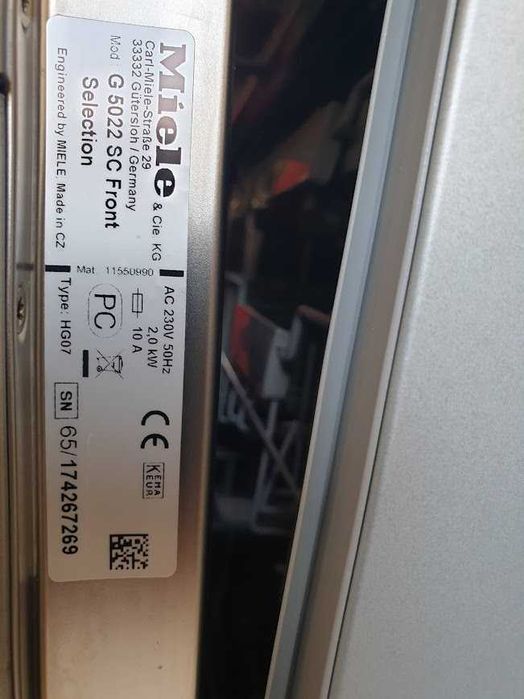 Miele & Cie KG
Carl-Miele-Straße 29
33332 Gütersloh / Germany
Mod G 5022 SC Front
Selection
Engineered by MIELE. Made in CZ
Mat 11550990
AC 230V 50Hz
2,0 kW
10 A
PC
Type: HG07
CE
KEMA
KEUR
SN 65/174267269